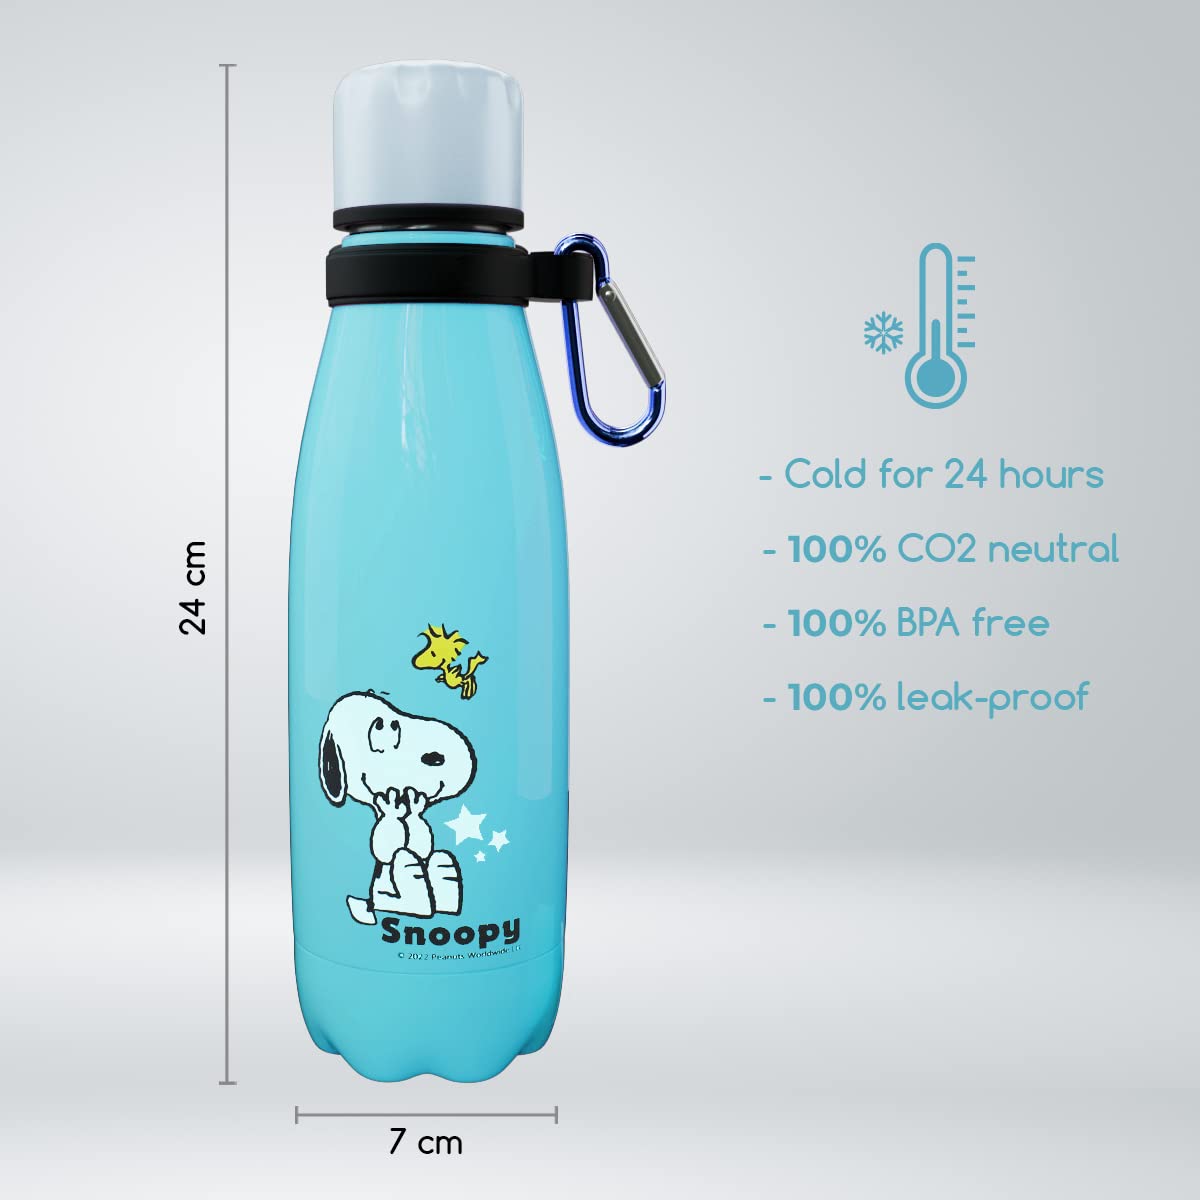 24 cm
- Cold for 24 hours
- 100% CO2 neutral
- 100% BPA free
- 100% leak-proof
Snoopy
© 2022 Peanuts Worldwide
7 cm